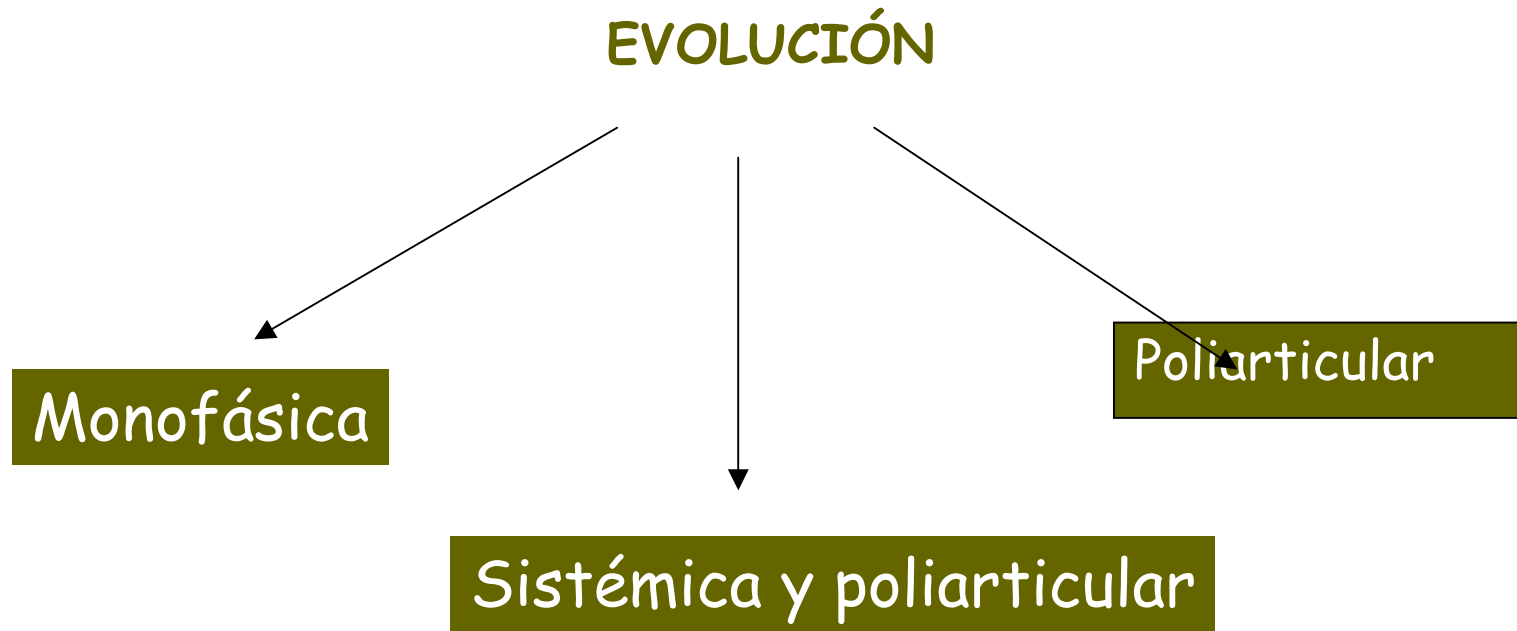 EVOLUCIÓN
Monofásica
Poliarticular
Sistémica y poliarticular